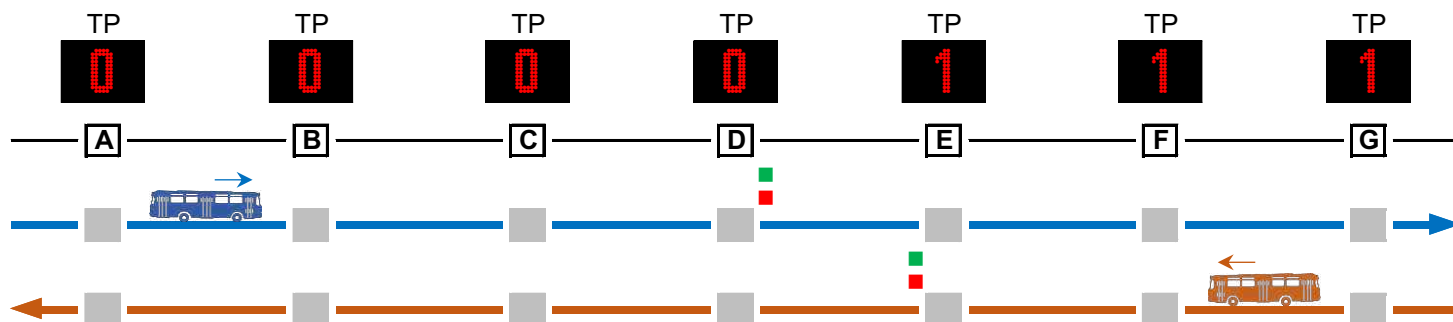 TP TP TP TP TP TP TP
0 0 0 0 1 1 1
A B C D E F G